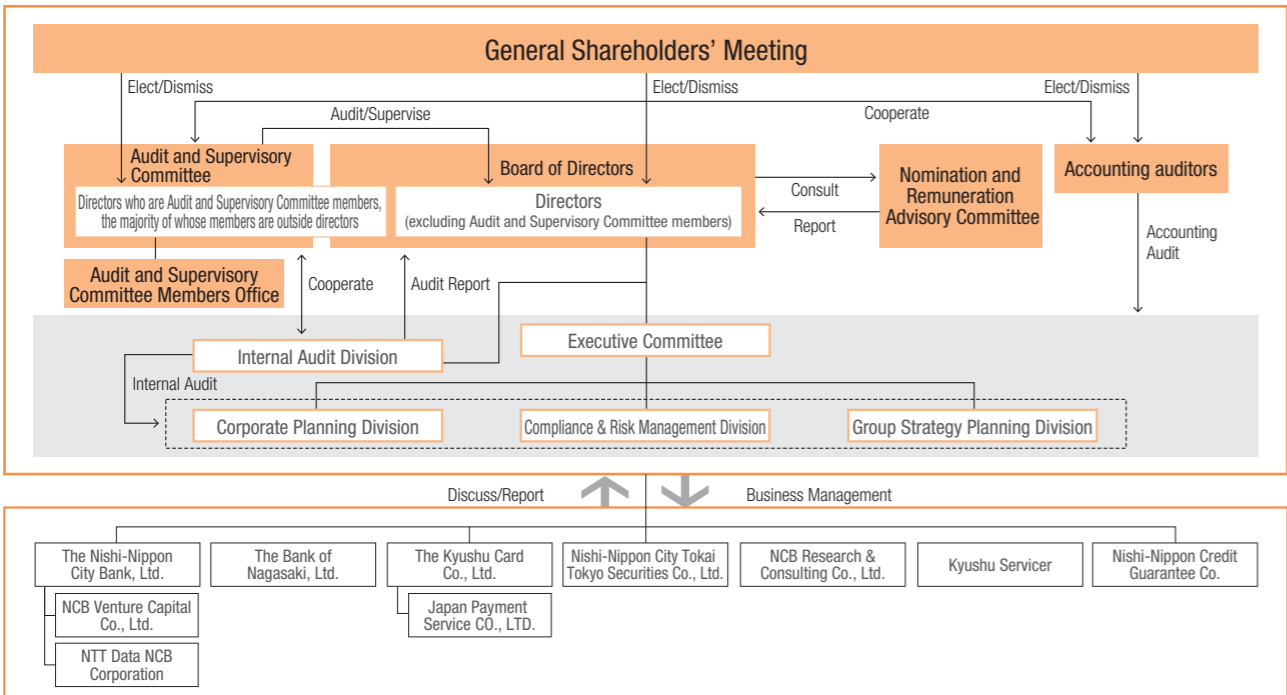 General Shareholders' Meeting
Elect/Dismiss
Elect/Dismiss
Elect/Dismiss
Audit/Supervise
Cooperate
Audit and Supervisory
Committee
Directors who are Audit and Supervisory Committee members,
the majority of whose members are outside directors
Board of Directors
Directors
(excluding Audit and Supervisory Committee members)
Consult
Report
Nomination and
Remuneration
Advisory Committee
Accounting auditors
Accounting
Audit
Audit and Supervisory
Committee Members Office
Cooperate
Audit Report
Internal Audit Division
Executive Committee
Internal Audit
Corporate Planning Division
Compliance & Risk Management Division
Group Strategy Planning Division
Discuss/Report
Business Management
The Nishi-Nippon
City Bank, Ltd.
The Bank of
Nagasaki, Ltd.
The Kyushu Card
Co., Ltd.
Nishi-Nippon City Tokai
Tokyo Securities Co., Ltd.
NCB Research &
Consulting Co., Ltd.
Kyushu Servicer
Nishi-Nippon Credit
Guarantee Co.
NCB Venture Capital
Co., Ltd.
Japan Payment
Service CO., LTD.
NTT Data NCB
Corporation